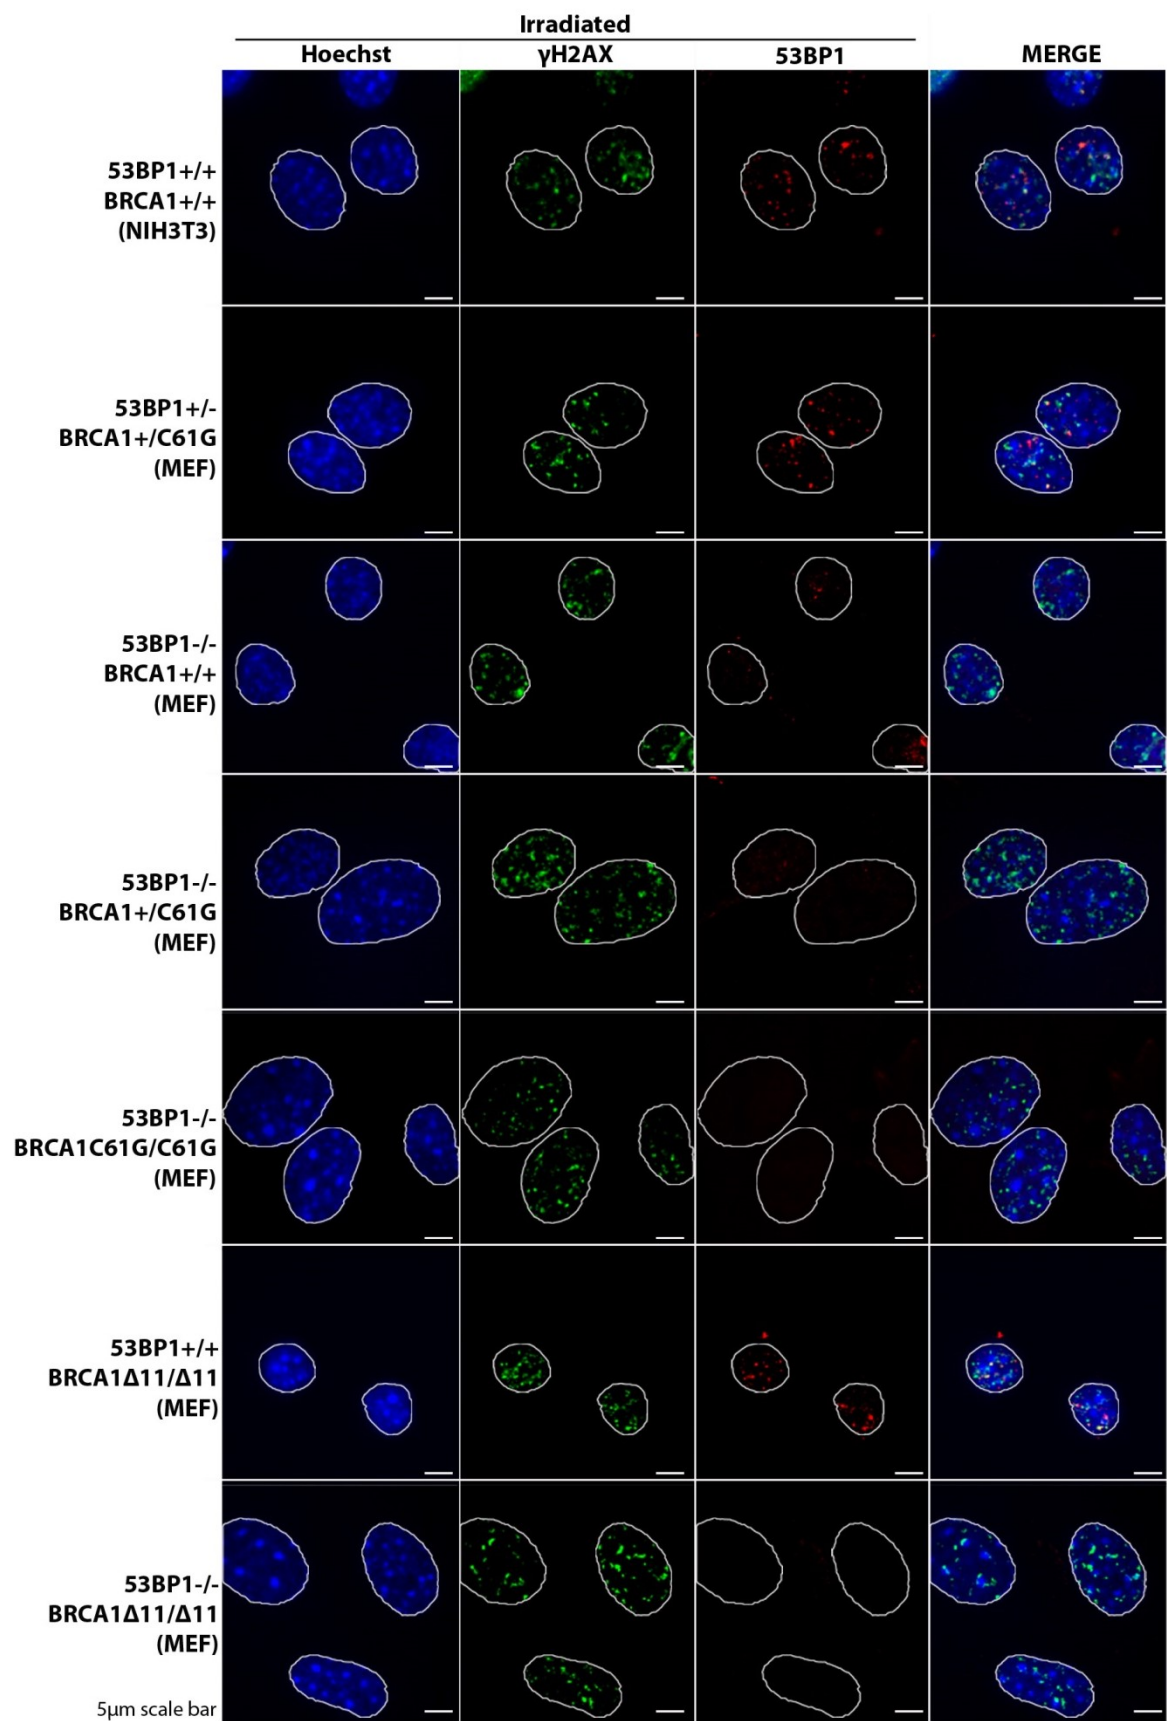 Irradiated
Hoechst γH2AX 53BP1 MERGE
53BP1+/+
BRCA1+/+
(NIH3T3)
53BP1+/-
BRCA1+/C61G
(MEF)
53BP1-/-
BRCA1+/+
(MEF)
53BP1-/-
BRCA1+/C61G
(MEF)
53BP1-/-
BRCA1C61G/C61G
(MEF)
53BP1+/+
BRCA1Δ11/Δ11
(MEF)
53BP1-/-
BRCA1Δ11/Δ11
(MEF)
5μm scale bar